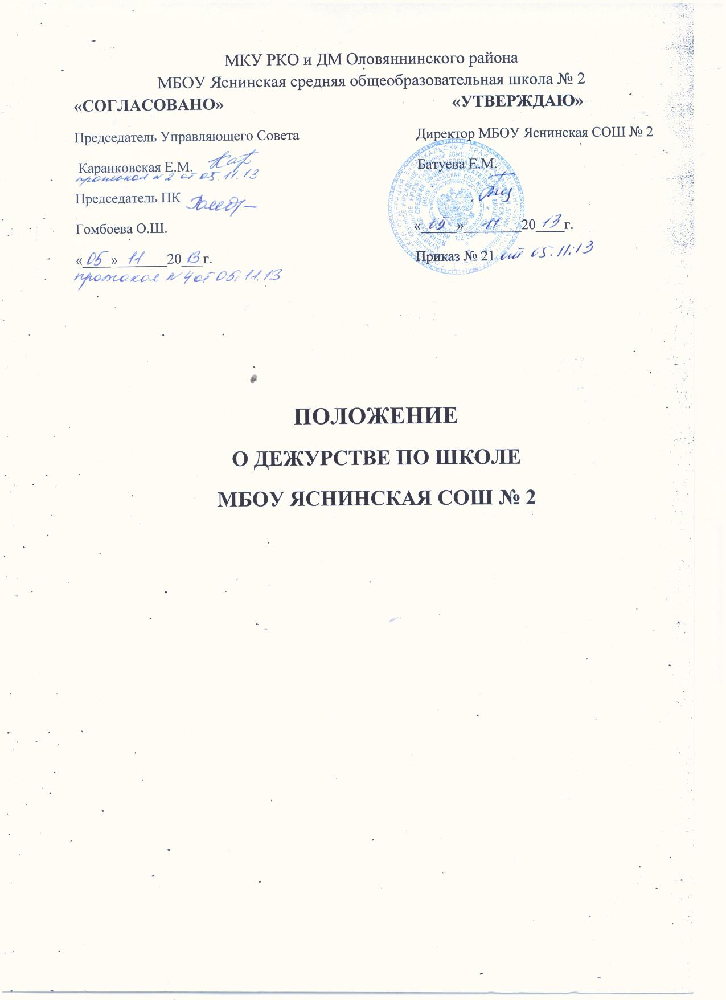 МКУ РКО и ДМ Оловяннинского района
МБОУ Яснинская средняя общеобразовательная школа № 2
«СОГЛАСОВАНО»
Председатель Управляющего Совета
Каранковская Е.М.
протокол № 2 от 05.11.13
Председатель ПК
Гомбоева О.Ш.
« 05 » 11 20 13 г.
протокол № 4 от 05.11.13
«УТВЕРЖДАЮ»
Директор МБОУ Яснинская СОШ № 2
Батуева Е.М.
« 05 » 11 20 13 г.
Приказ № 21 от 05.11.13
ПОЛОЖЕНИЕ
О ДЕЖУРСТВЕ ПО ШКОЛЕ
МБОУ ЯСНИНСКАЯ СОШ № 2